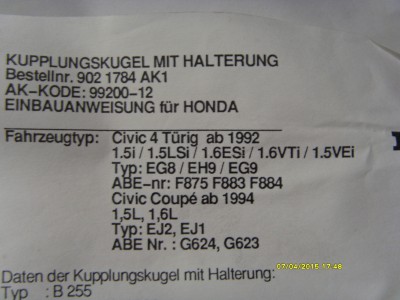 KUPPLUNGSKUGEL MIT HALTERUNG
Bestellnr. 902 1784 AK1
AK-KODE: 99200-12
EINBAUANWEISUNG für HONDA
Fahrzeugtyp: Civic 4 Türig ab 1992
1.5i / 1.5LSi / 1.6ESi / 1.6VTi / 1.5VEi
Typ: EG8 / EH9 / EG9
ABE-nr: F875 F883 F884
Civic Coupé ab 1994
1,5L, 1,6L
Typ: EJ2, EJ1
ABE Nr. : G624, G623
07/04/2015 17:48
Daten der Kupplungskugel mit Halterung:
Typ : B 255